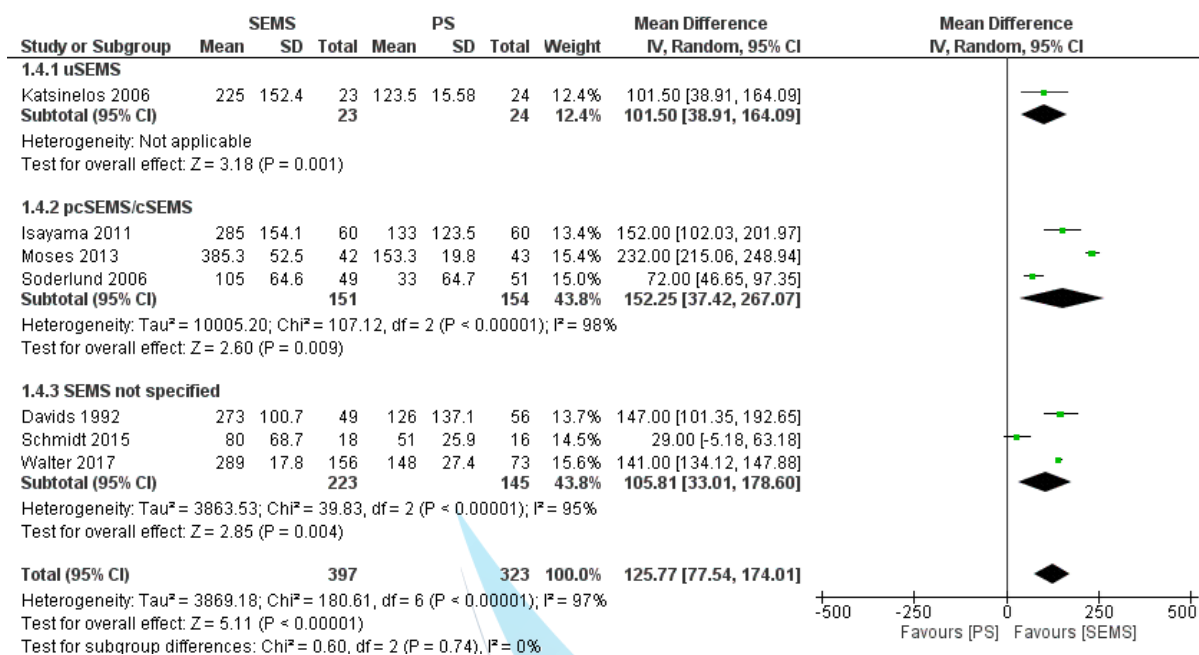 SEMS PS Mean Difference Mean Difference
Study or Subgroup Mean SD Total Mean SD Total Weight IV, Random, 95% CI IV, Random, 95% CI
1.4.1 uSEMS
Katsinelos 2006 225 152.4 23 123.5 15.58 24 12.4% 101.50 [38.91, 164.09]
Subtotal (95% CI) 23 24 12.4% 101.50 [38.91, 164.09]
Heterogeneity: Not applicable
Test for overall effect: Z = 3.18 (P = 0.001)
1.4.2 pcSEMS/cSEMS
Isayama 2011 285 154.1 60 133 123.5 60 13.4% 152.00 [102.03, 201.97]
Moses 2013 385.3 52.5 42 153.3 19.8 43 15.4% 232.00 [215.06, 248.94]
Soderlund 2006 105 64.6 49 33 64.7 51 15.0% 72.00 [46.65, 97.35]
Subtotal (95% CI) 151 154 43.8% 152.25 [37.42, 267.07]
Heterogeneity: Tau² = 10005.20; Chi² = 107.12, df = 2 (P < 0.00001); I² = 98%
Test for overall effect: Z = 2.60 (P = 0.009)
1.4.3 SEMS not specified
Davids 1992 273 100.7 49 126 137.1 56 13.7% 147.00 [101.35, 192.65]
Schmidt 2015 80 68.7 18 51 25.9 16 14.5% 29.00 [-5.18, 63.18]
Walter 2017 289 17.8 156 148 27.4 73 15.6% 141.00 [134.12, 147.88]
Subtotal (95% CI) 223 145 43.8% 105.81 [33.01, 178.60]
Heterogeneity: Tau² = 3863.53; Chi² = 39.83, df = 2 (P < 0.00001); I² = 95%
Test for overall effect: Z = 2.85 (P = 0.004)
Total (95% CI) 397 323 100.0% 125.77 [77.54, 174.01]
Heterogeneity: Tau² = 3869.18; Chi² = 180.61, df = 6 (P < 0.00001); I² = 97%
Test for overall effect: Z = 5.11 (P < 0.00001)
Test for subgroup differences: Chi² = 0.60, df = 2 (P = 0.74), I² = 0%
-500 -250 0 250 500
Favours [PS] Favours [SEMS]